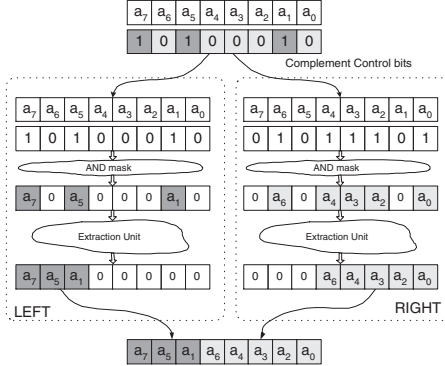 a7 a6 a5 a4 a3 a2 a1 a0
1 0 1 0 0 0 1 0
Complement Control bits
a7 a6 a5 a4 a3 a2 a1 a0
1 0 1 0 0 0 1 0
AND mask
a7 0 a5 0 0 0 a1 0
Extraction Unit
a7 a5 a1 0 0 0 0 0
LEFT
a7 a6 a5 a4 a3 a2 a1 a0
0 1 0 1 1 1 0 1
AND mask
0 a6 0 a4 a3 a2 0 a0
Extraction Unit
0 0 0 a6 a4 a3 a2 a0
RIGHT
a7 a5 a1 a6 a4 a3 a2 a0